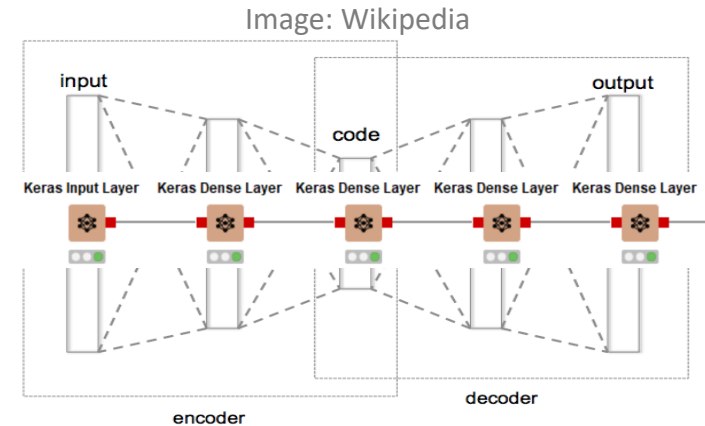 Image: Wikipedia
input
output
code
Keras Input Layer Keras Dense Layer Keras Dense Layer Keras Dense Layer Keras Dense Layer
decoder
encoder